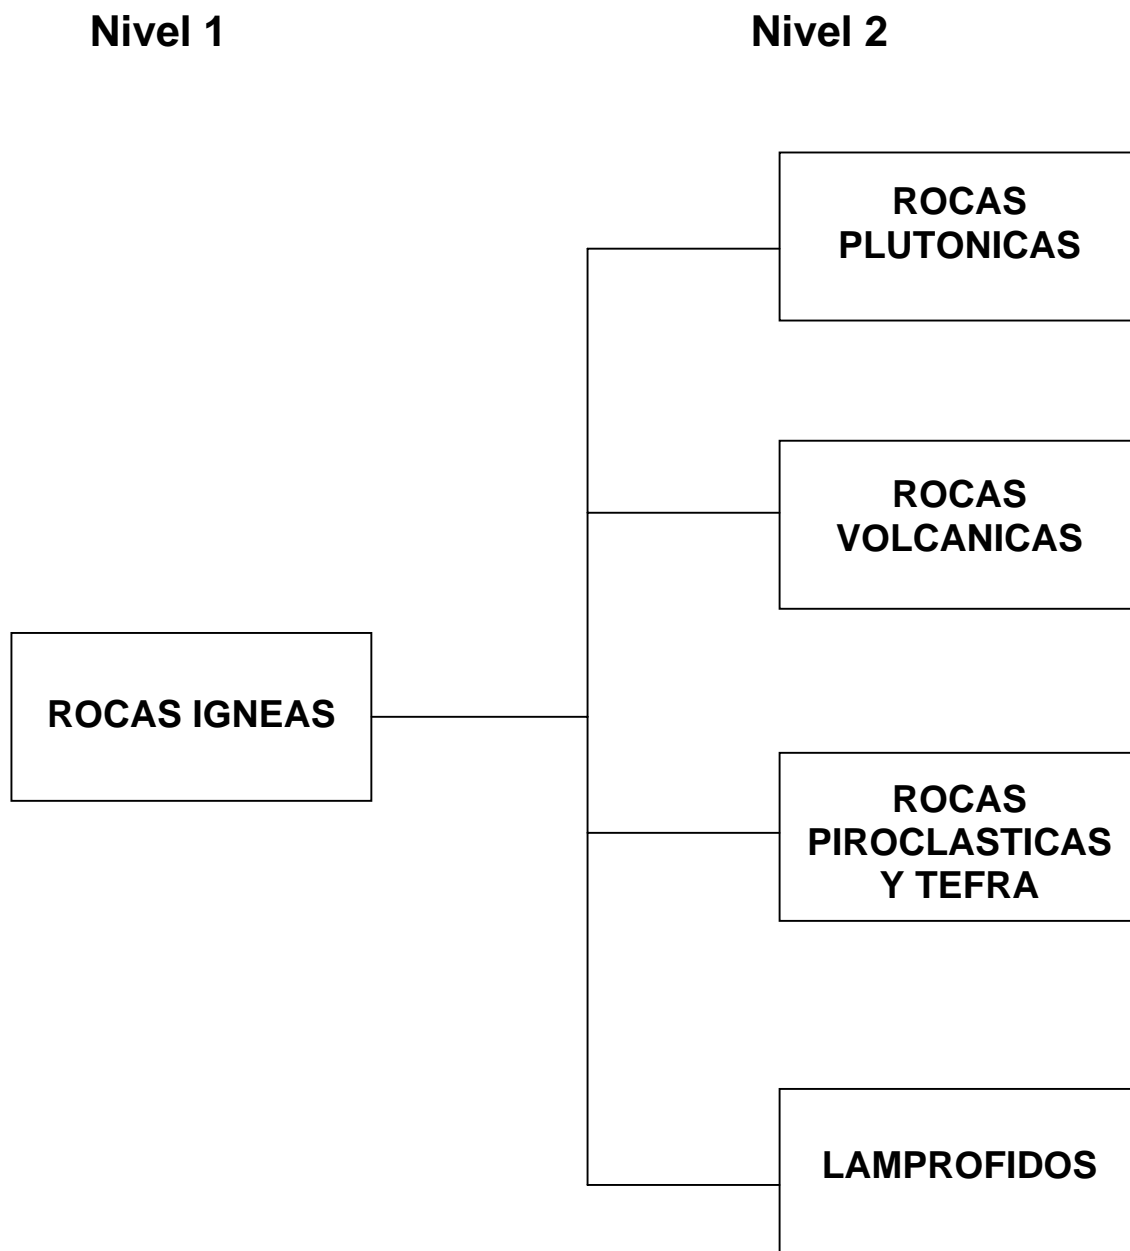 Nivel 1 Nivel 2
ROCAS
PLUTONICAS
ROCAS
VOLCANICAS
ROCAS IGNEAS
ROCAS
PIROCLASTICAS
Y TEFRA
LAMPROFIDOS